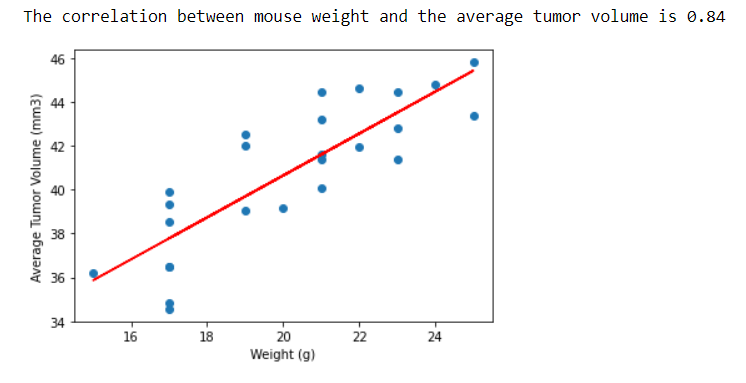 The correlation between mouse weight and the average tumor volume is 0.84
46
44
42
40
38
36
34
Average Tumor Volume (mm3)
16 18 20 22 24
Weight (g)